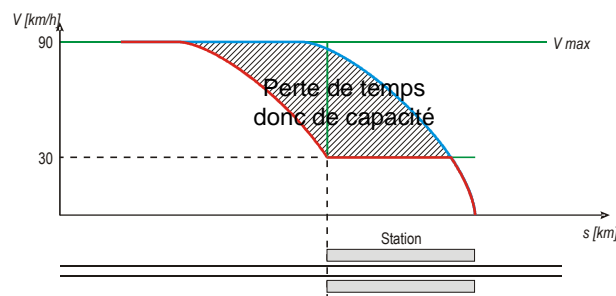 V [km/h]
90
V max
Perte de temps
donc de capacité
30
s [km]
Station